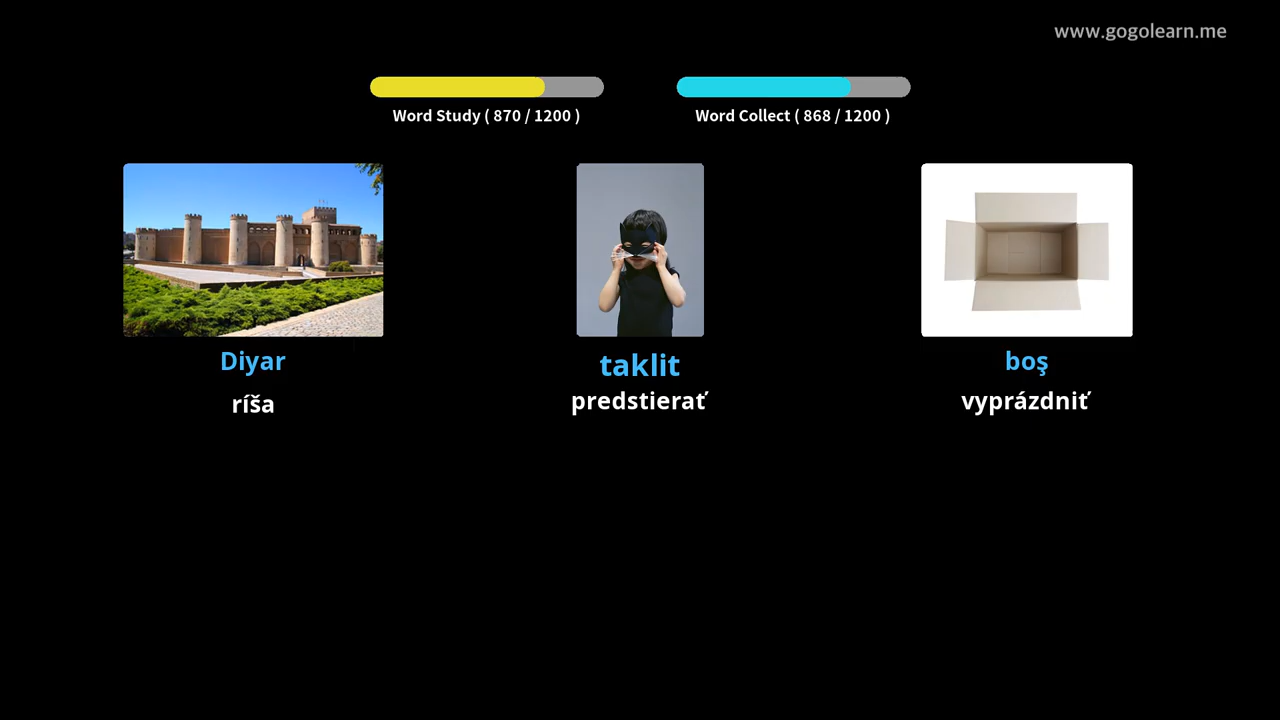 www.gogolearn.me
Word Study ( 870 / 1200 )
Word Collect ( 868 / 1200 )
Diyar
ríša
taklit
predstierať
boş
vyprázdniť